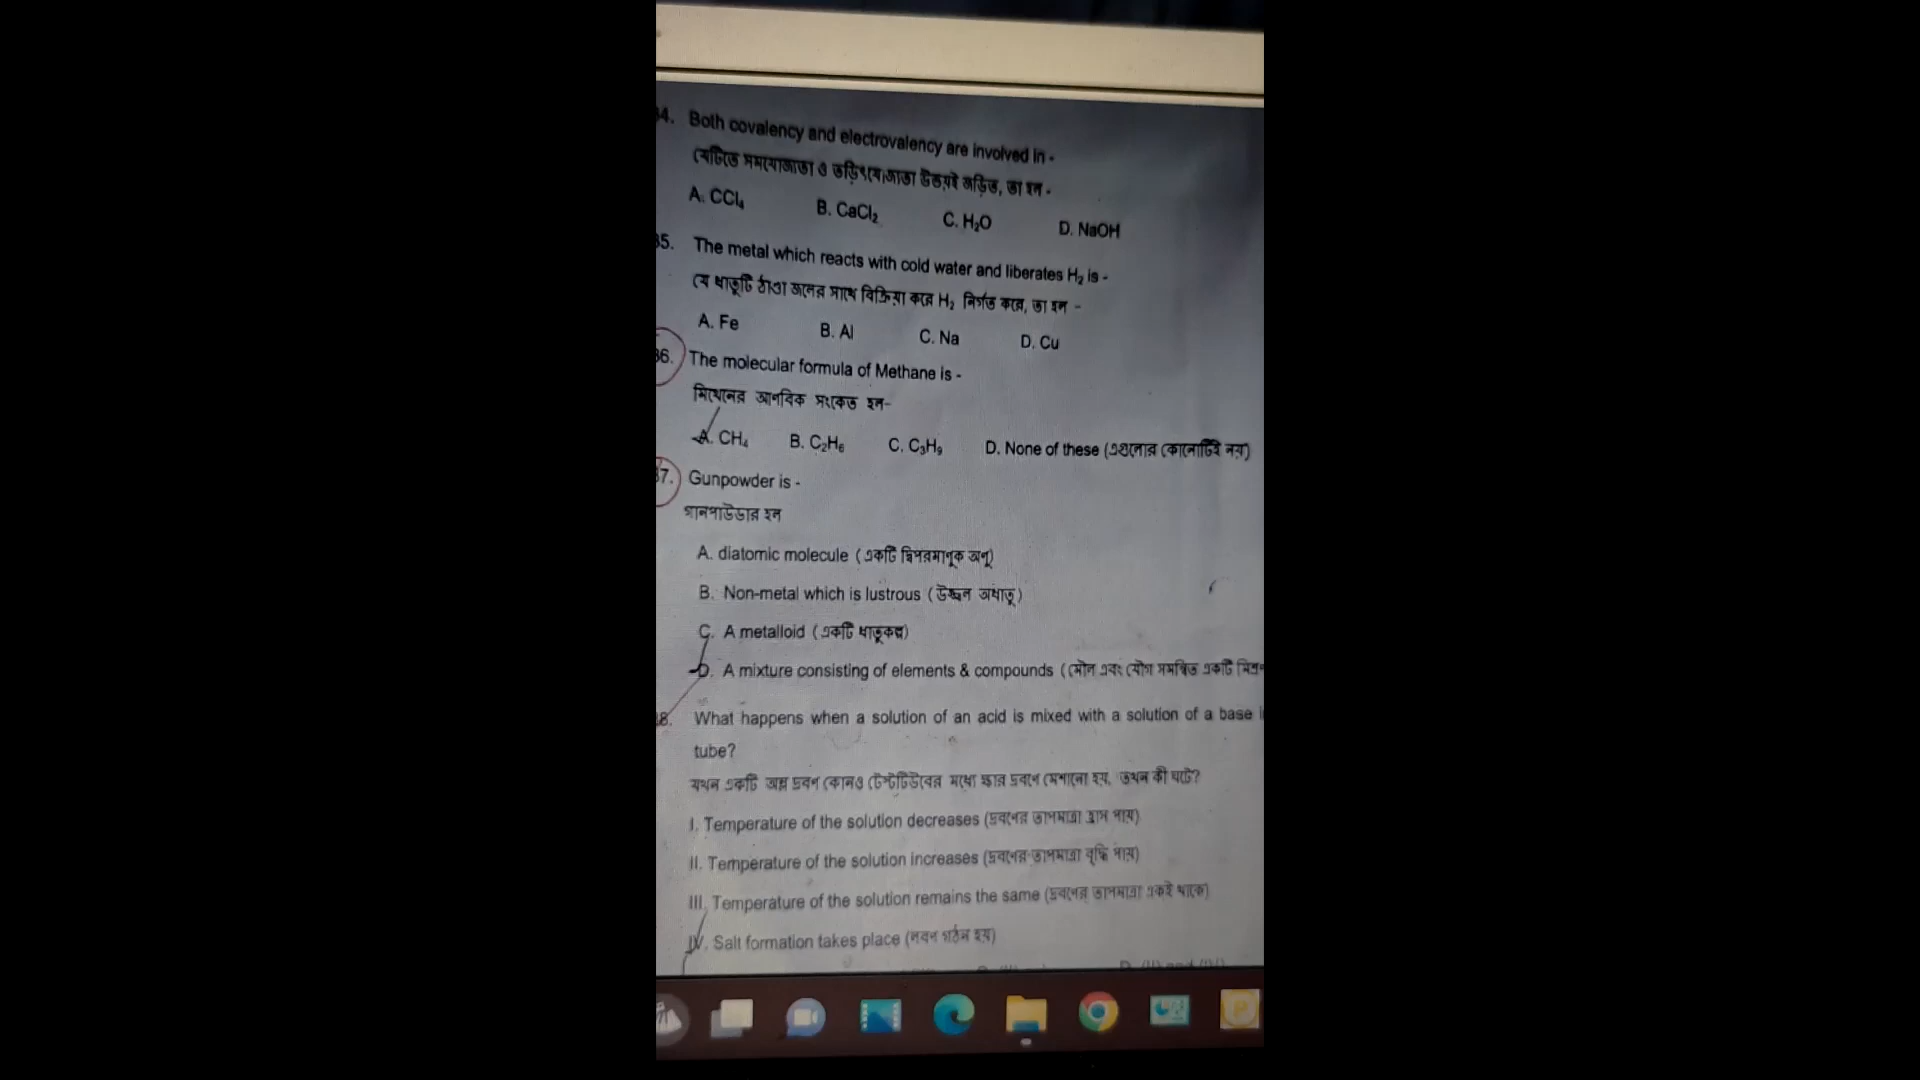 34. Both covalency and electrovalency are involved in -
যেটিতে সমযোজ্যতা ও তড়িৎযোজ্যতা উভয়ই জড়িত, তা হল -
A. CCl₄ B. CaCl₂ C. H₂O D. NaOH
35. The metal which reacts with cold water and liberates H₂ is -
যে ধাতুটি ঠাণ্ডা জলের সাথে বিক্রিয়া করে H₂ নির্গত করে, তা হল -
A. Fe B. Al C. Na D. Cu
36. The molecular formula of Methane is -
মিথেনের আনবিক সংকেত হল-
A. CH₄ B. C₂H₆ C. C₃H₉ D. None of these (এগুলোর কোনোটিই নয়)
37. Gunpowder is -
গানপাউডার হল
A. diatomic molecule (একটি দ্বিপরমানুক অনু)
B. Non-metal which is lustrous (উজ্জ্বল অধাতু)
C. A metalloid (একটি ধাতুকল্প)
D. A mixture consisting of elements & compounds (মৌল এবং যৌগ সমন্বিত একটি
38. What happens when a solution of an acid is mixed with a solution of a base
tube?
যখন একটি অম্ল দ্রবণ কোনও টেস্টটিউবের মধ্যে ক্ষার দ্রবণে মেশানো হয়, তখন কী ঘটে?
I. Temperature of the solution decreases (দ্রবণের তাপমাত্রা হ্রাস পায়)
II. Temperature of the solution increases (দ্রবণের তাপমাত্রা বৃদ্ধি পায়)
III. Temperature of the solution remains the same (দ্রবণের তাপমাত্রা একই থাকে)
IV. Salt formation takes place (লবণ গঠন হয়)